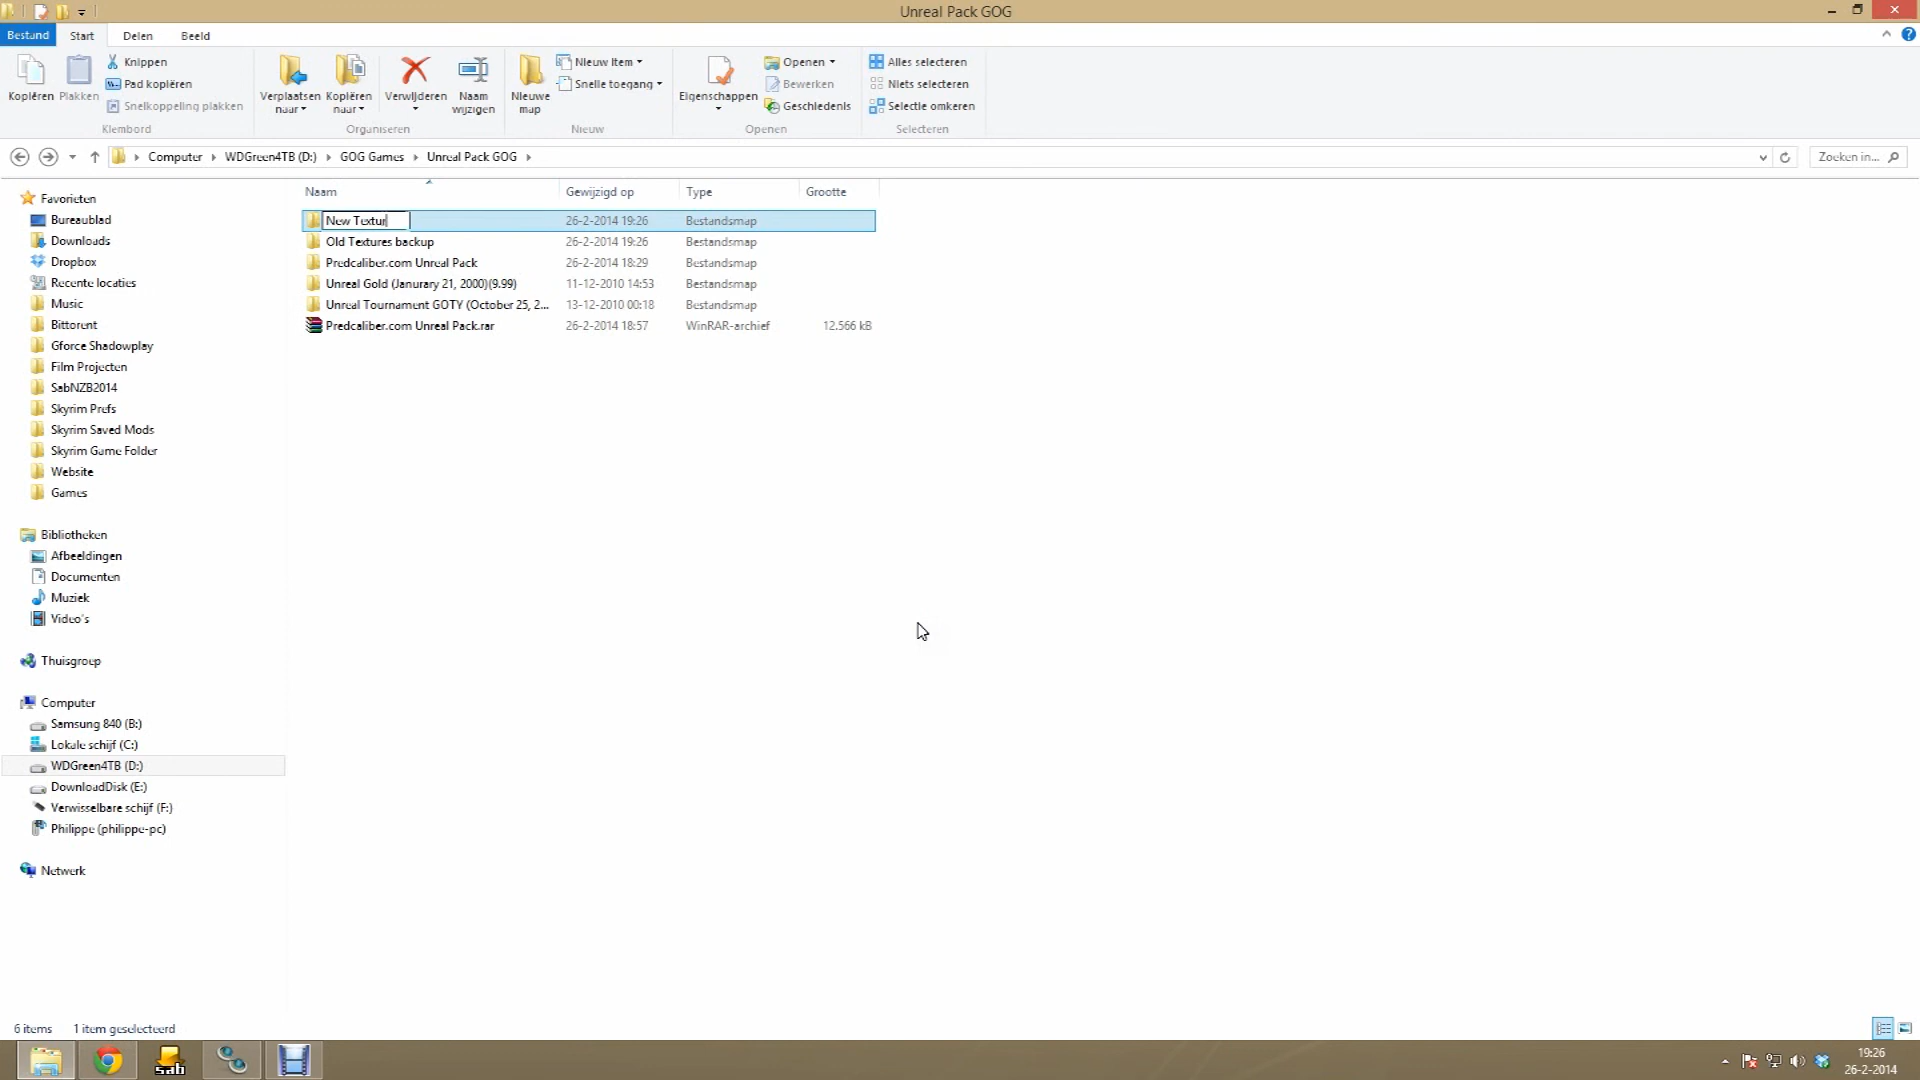 Unreal Pack GOG
Bestand Start Delen Beeld
Kopiëren
Plakken
Knippen
Pad kopiëren
Snelkoppeling plakken
Klembord
Verplaatsen naar
Kopiëren naar
Verwijderen
Naam wijzigen
Organiseren
Nieuwe map
Nieuw item
Snelle toegang
Nieuw
Eigenschappen
Openen
Bewerken
Geschiedenis
Openen
Alles selecteren
Niets selecteren
Selectie omkeren
Selecteren
Computer WDGreen4TB (D:) GOG Games Unreal Pack GOG
Zoeken in...
Favorieten
Bureaublad
Downloads
Dropbox
Recente locaties
Music
Bittorent
Gforce Shadowplay
Film Projecten
SabNZB2014
Skyrim Prefs
Skyrim Saved Mods
Skyrim Game Folder
Website
Games
Bibliotheken
Afbeeldingen
Documenten
Muziek
Video's
Thuisgroep
Computer
Samsung 840 (B:)
Lokale schijf (C:)
WDGreen4TB (D:)
DownloadDisk (E:)
Verwisselbare schijf (F:)
Philippe (philippe-pc)
Netwerk
Naam Gewijzigd op Type Grootte
New Textur 26-2-2014 19:26 Bestandsmap
Old Textures backup 26-2-2014 19:26 Bestandsmap
Predcaliber.com Unreal Pack 26-2-2014 18:29 Bestandsmap
Unreal Gold (Janurary 21, 2000)(9.99) 11-12-2010 14:53 Bestandsmap
Unreal Tournament GOTY (October 25, 2... 13-12-2010 00:18 Bestandsmap
Predcaliber.com Unreal Pack.rar 26-2-2014 18:57 WinRAR-archief 12.566 kB
6 items 1 item geselecteerd
sab
19:26
26-2-2014